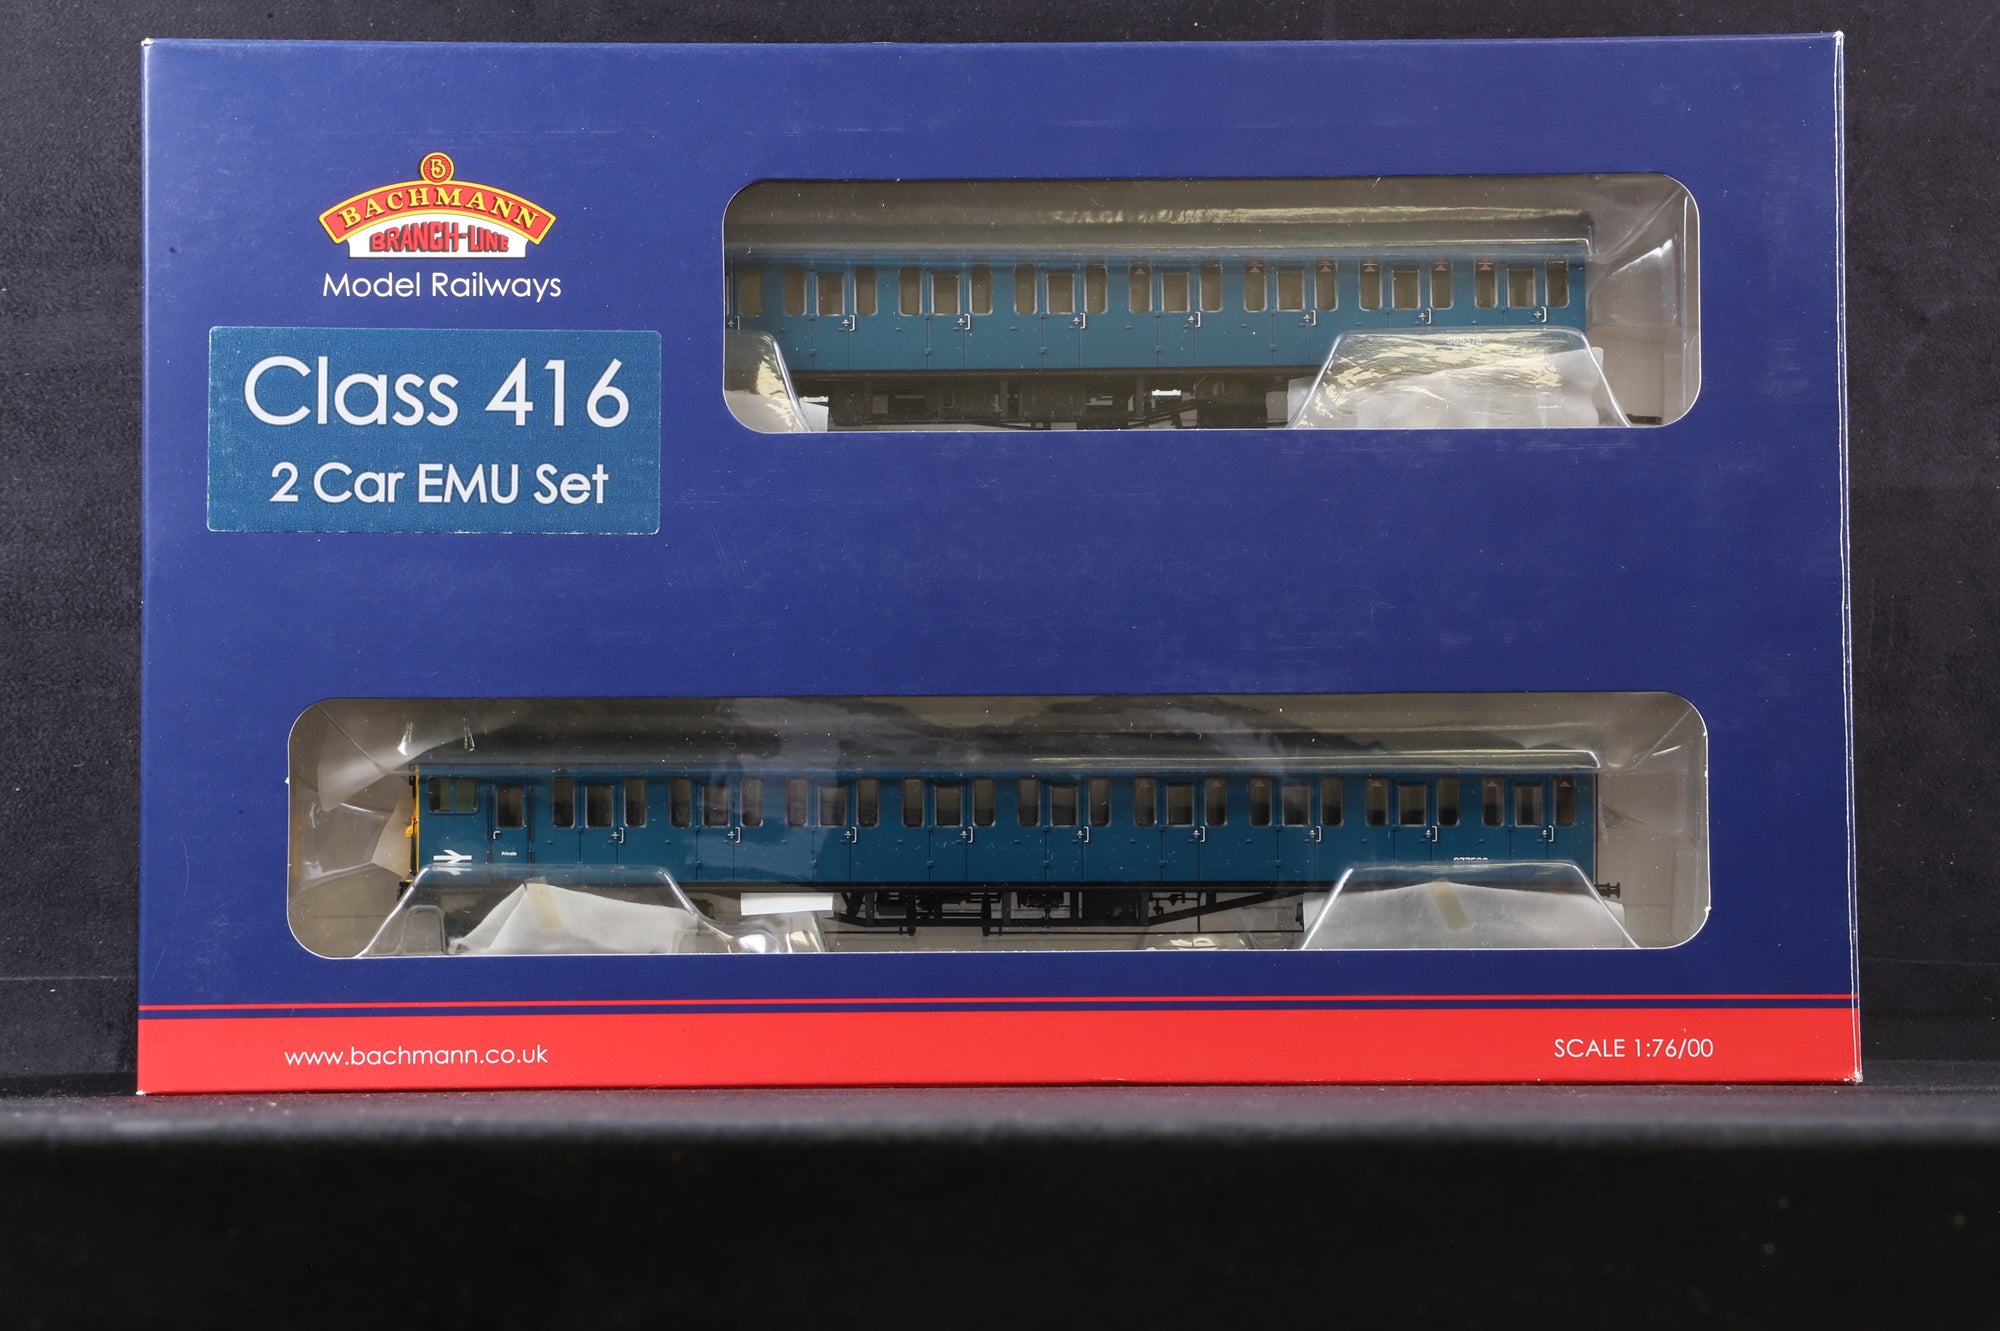 B
BACHMANN
BRANCH-LINE
Model Railways
Class 416
2 Car EMU Set
Private
www.bachmann.co.uk
SCALE 1:76/00